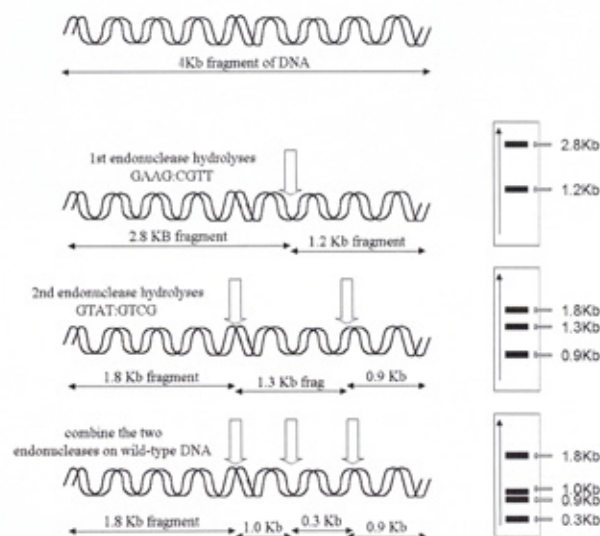 4Kb fragment of DNA
1st endonuclease hydrolyses
GAAG:CGTT
2.8 KB fragment
1.2 Kb fragment
2.8Kb
1.2Kb
2nd endonuclease hydrolyses
GTAT:GTCG
1.8 Kb fragment
1.3 Kb frag
0.9 Kb
1.8Kb
1.3Kb
0.9Kb
combine the two
endonucleases on wild-type DNA
1.8 Kb fragment
1.0 Kb
0.3 Kb
0.9 Kb
1.8Kb
1.0Kb
0.9Kb
0.3Kb